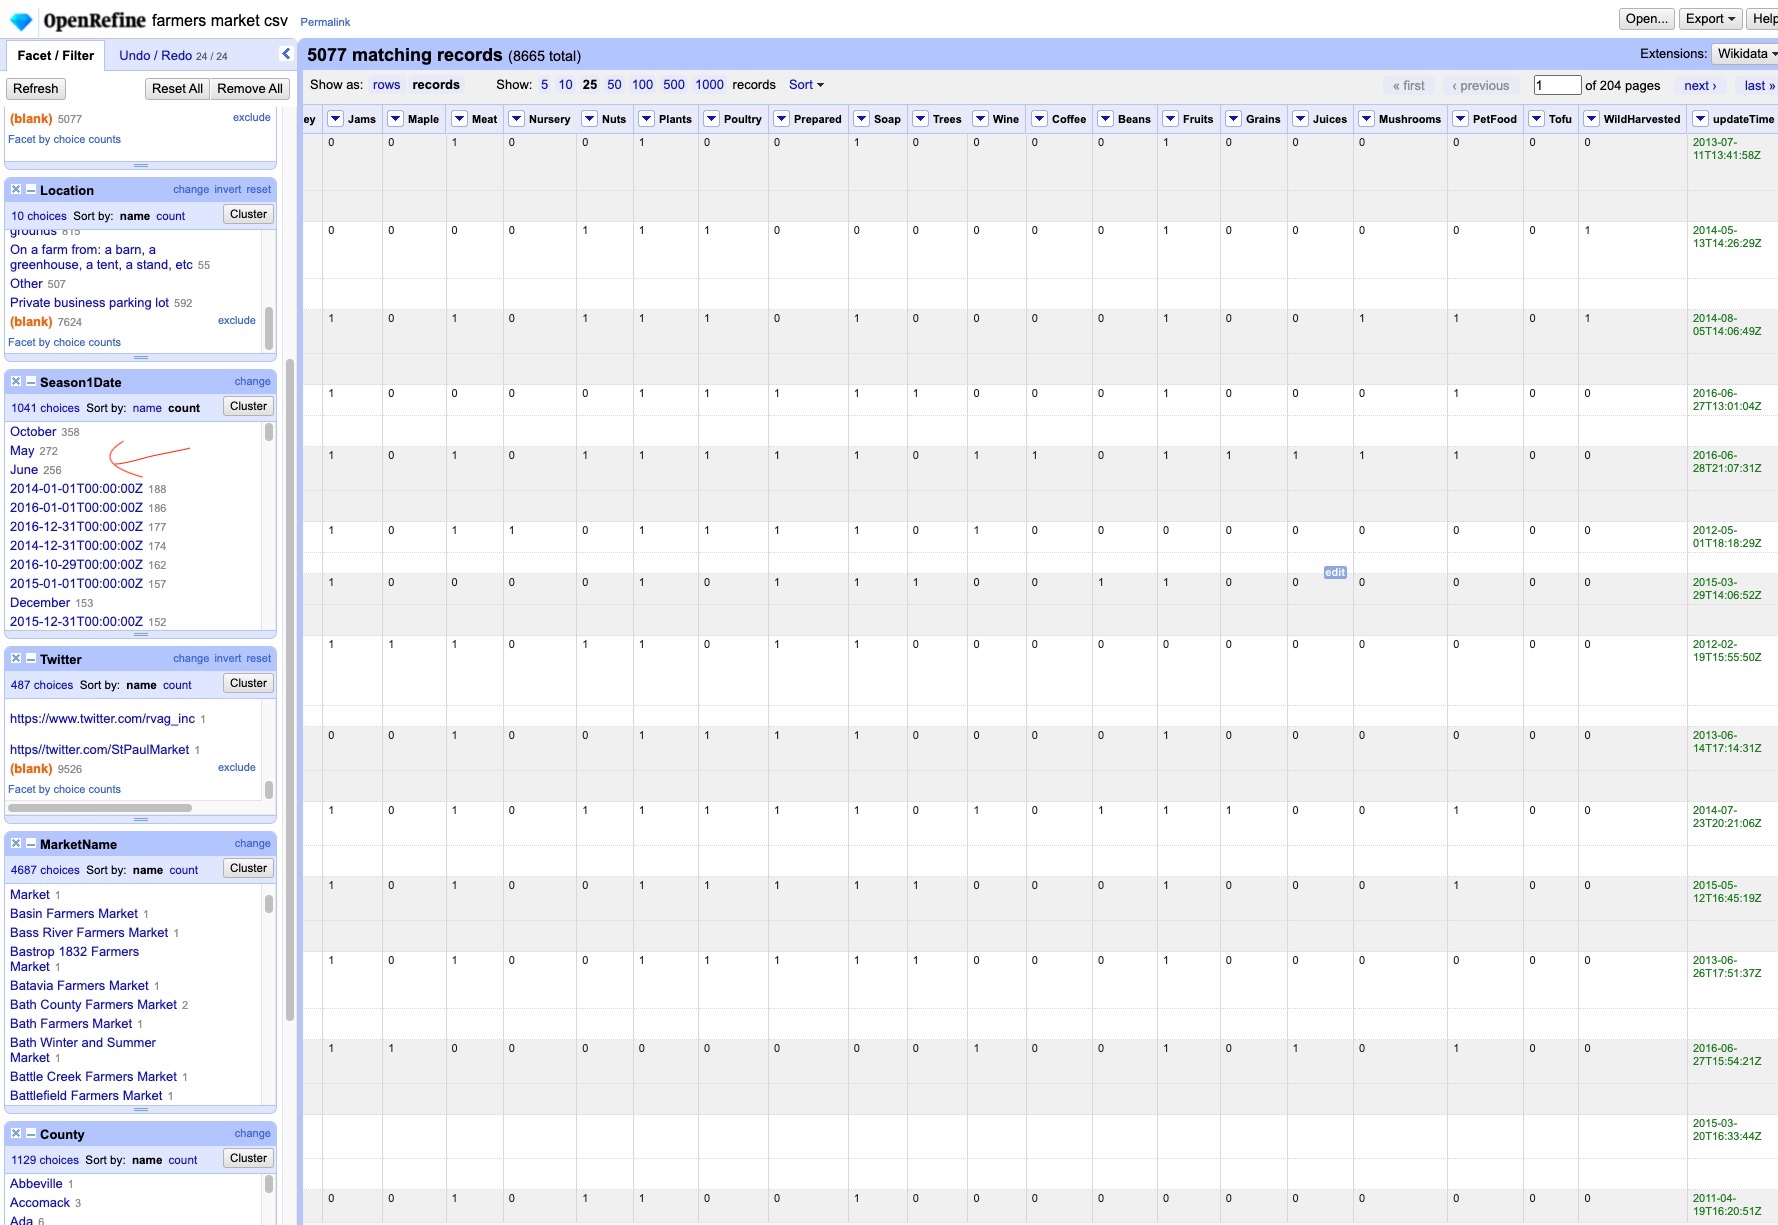 OpenRefine farmers market csv Permalink Open... Export Help
Facet / Filter Undo / Redo 24 / 24 5077 matching records (8665 total) Extensions: Wikidata
Refresh Reset All Remove All Show as: rows records Show: 5 10 25 50 100 500 1000 records Sort « first ‹ previous 1 of 204 pages next › last »
(blank) 5077 exclude
Facet by choice counts
Location change invert reset
10 choices Sort by: name count Cluster
grounds 815
On a farm from: a barn, a
greenhouse, a tent, a stand, etc 55
Other 507
Private business parking lot 592
(blank) 7624 exclude
Facet by choice counts
Season1Date change
1041 choices Sort by: name count Cluster
October 358
May 272
June 256
2014-01-01T00:00:00Z 188
2016-01-01T00:00:00Z 186
2016-12-31T00:00:00Z 177
2014-12-31T00:00:00Z 174
2016-10-29T00:00:00Z 162
2015-01-01T00:00:00Z 157
December 153
2015-12-31T00:00:00Z 152
Twitter change invert reset
487 choices Sort by: name count Cluster
https://www.twitter.com/rvag_inc 1
https//twitter.com/StPaulMarket 1
(blank) 9526 exclude
Facet by choice counts
MarketName change
4687 choices Sort by: name count Cluster
Market 1
Basin Farmers Market 1
Bass River Farmers Market 1
Bastrop 1832 Farmers
Market 1
Batavia Farmers Market 1
Bath County Farmers Market 2
Bath Farmers Market 1
Bath Winter and Summer
Market 1
Battle Creek Farmers Market 1
Battlefield Farmers Market 1
County change
1129 choices Sort by: name count Cluster
Abbeville 1
Accomack 3
Ada 6
ey Jams Maple Meat Nursery Nuts Plants Poultry Prepared Soap Trees Wine Coffee Beans Fruits Grains Juices Mushrooms PetFood Tofu WildHarvested updateTime
0 0 1 0 0 1 0 0 1 0 0 0 0 1 0 0 0 0 0 0 2013-07-
11T13:41:58Z
0 0 0 0 1 1 1 0 0 0 0 0 0 1 0 0 0 0 0 1 2014-05-
13T14:26:29Z
1 0 1 0 1 1 1 0 1 0 0 0 0 1 0 0 1 1 0 1 2014-08-
05T14:06:49Z
1 0 0 0 0 1 1 1 1 1 0 0 0 1 0 0 0 1 0 0 2016-06-
27T13:01:04Z
1 0 1 0 1 1 1 1 1 0 1 1 0 1 1 1 1 1 0 0 2016-06-
28T21:07:31Z
1 0 1 1 0 1 1 1 1 0 1 0 0 0 0 0 0 0 0 0 2012-05-
01T18:18:29Z
edit
1 0 0 0 0 1 0 1 1 1 0 0 1 1 0 0 0 0 0 0 2015-03-
29T14:06:52Z
1 1 1 0 1 1 0 1 1 0 0 0 0 0 0 0 0 0 0 0 2012-02-
19T15:55:50Z
0 0 1 0 1 1 1 1 1 0 0 0 0 1 0 0 0 0 0 0 2013-06-
14T17:14:31Z
1 0 1 0 1 1 1 1 1 0 1 0 1 1 1 0 0 1 0 0 2014-07-
23T20:21:06Z
1 0 1 0 0 1 1 1 1 1 0 0 0 1 0 0 0 1 0 0 2015-05-
12T16:45:19Z
1 0 1 0 0 1 1 1 1 1 0 0 0 1 0 0 0 0 0 0 2013-06-
26T17:51:37Z
1 1 0 0 0 0 0 0 0 0 1 0 0 1 0 1 0 1 0 0 2016-06-
27T15:54:21Z
2015-03-
20T16:33:44Z
0 0 1 0 1 1 0 0 1 0 0 0 0 0 0 0 0 0 0 0 2011-04-
19T16:20:51Z